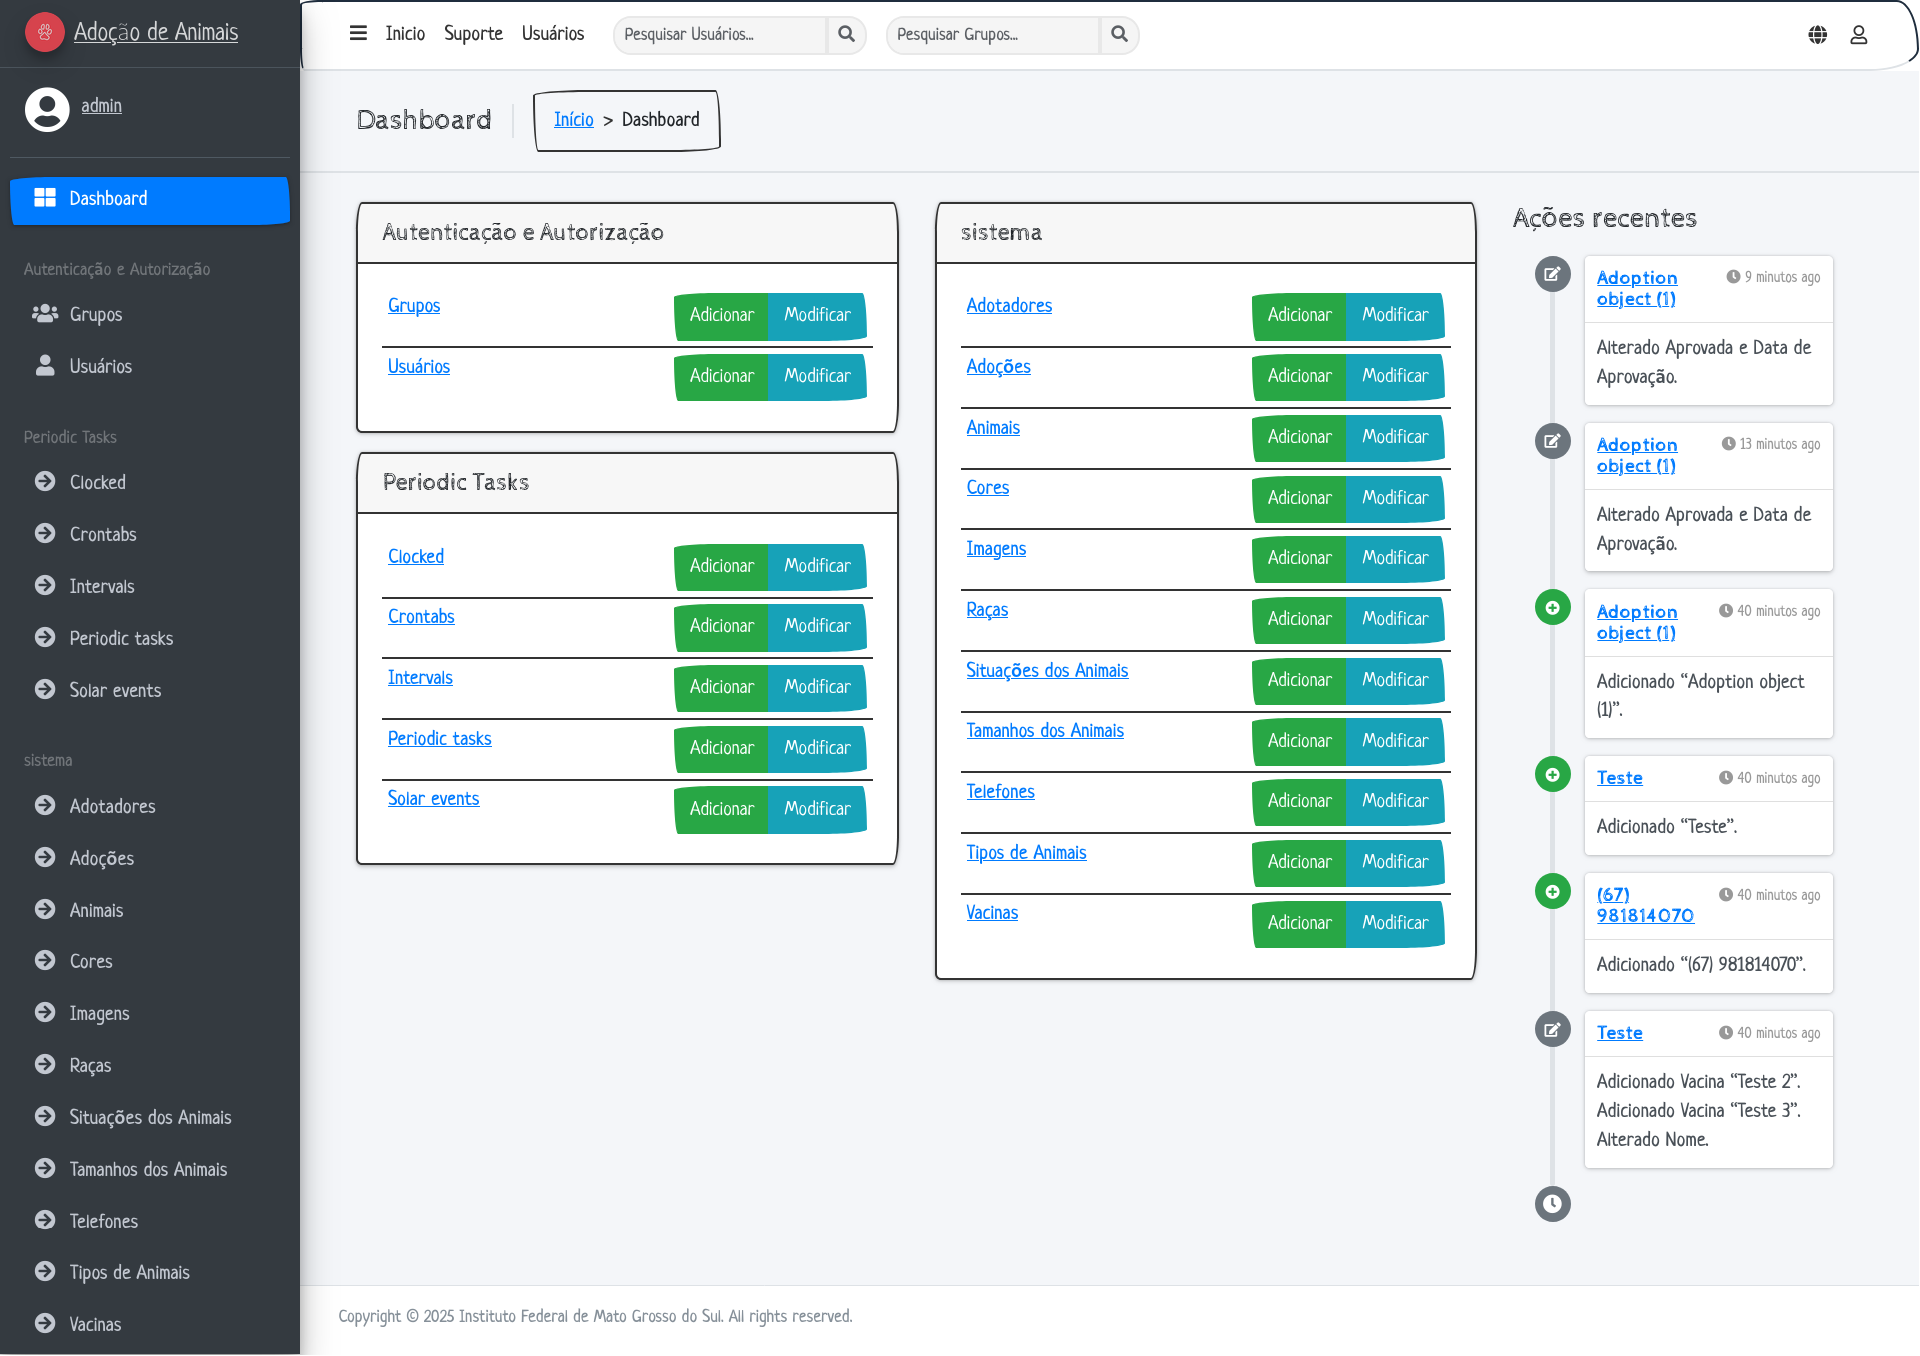 Adoção de Animais
admin
Dashboard
Autenticação e Autorização
Grupos
Usuários
Periodic Tasks
Clocked
Crontabs
Intervals
Periodic tasks
Solar events
sistema
Adotadores
Adoções
Animais
Cores
Imagens
Raças
Situações dos Animais
Tamanhos dos Animais
Telefones
Tipos de Animais
Vacinas
Inicio Suporte Usuários Pesquisar Usuários... Pesquisar Grupos...
Dashboard
Início > Dashboard
Autenticação e Autorização
Grupos Adicionar Modificar
Usuários Adicionar Modificar
Periodic Tasks
Clocked Adicionar Modificar
Crontabs Adicionar Modificar
Intervals Adicionar Modificar
Periodic tasks Adicionar Modificar
Solar events Adicionar Modificar
sistema
Adotadores Adicionar Modificar
Adoções Adicionar Modificar
Animais Adicionar Modificar
Cores Adicionar Modificar
Imagens Adicionar Modificar
Raças Adicionar Modificar
Situações dos Animais Adicionar Modificar
Tamanhos dos Animais Adicionar Modificar
Telefones Adicionar Modificar
Tipos de Animais Adicionar Modificar
Vacinas Adicionar Modificar
Ações recentes
Adoption 9 minutos ago
object (1)
Alterado Aprovada e Data de
Aprovação.
Adoption 13 minutos ago
object (1)
Alterado Aprovada e Data de
Aprovação.
Adoption 40 minutos ago
object (1)
Adicionado “Adoption object
(1)”.
Teste 40 minutos ago
Adicionado “Teste”.
(67) 40 minutos ago
981814070
Adicionado “(67) 981814070”.
Teste 40 minutos ago
Adicionado Vacina “Teste 2”.
Adicionado Vacina “Teste 3”.
Alterado Nome.
Copyright © 2025 Instituto Federal de Mato Grosso do Sul. All rights reserved.